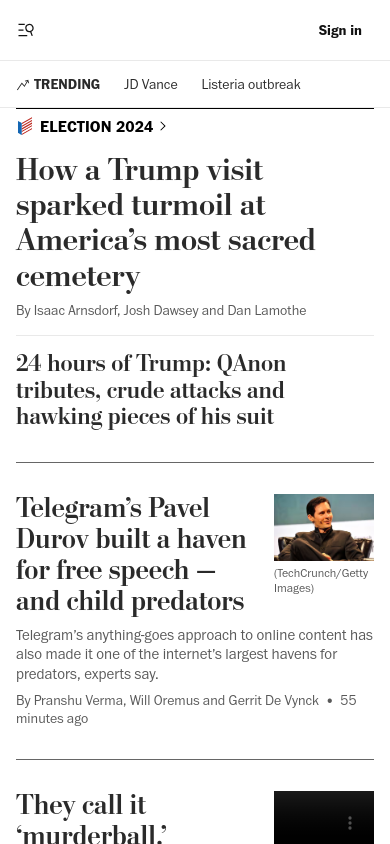 Sign in
TRENDING JD Vance Listeria outbreak
ELECTION 2024
How a Trump visit
sparked turmoil at
America’s most sacred
cemetery
By Isaac Arnsdorf, Josh Dawsey and Dan Lamothe
24 hours of Trump: QAnon
tributes, crude attacks and
hawking pieces of his suit
Telegram’s Pavel
Durov built a haven
for free speech —
and child predators
(TechCrunch/Getty
Images)
Telegram’s anything-goes approach to online content has
also made it one of the internet’s largest havens for
predators, experts say.
By Pranshu Verma, Will Oremus and Gerrit De Vynck • 55
minutes ago
They call it
‘murderball.’